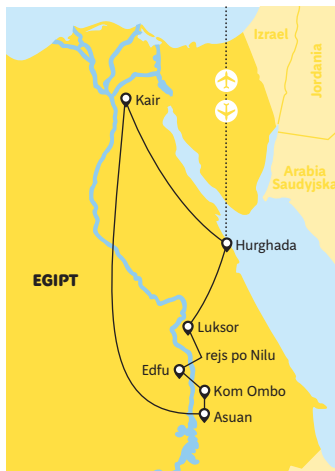 Izrael
Jordania
Kair
Arabia
Saudyjska
Hurghada
EGIPT
Luksor
rejs po Nilu
Edfu
Kom Ombo
Asuan